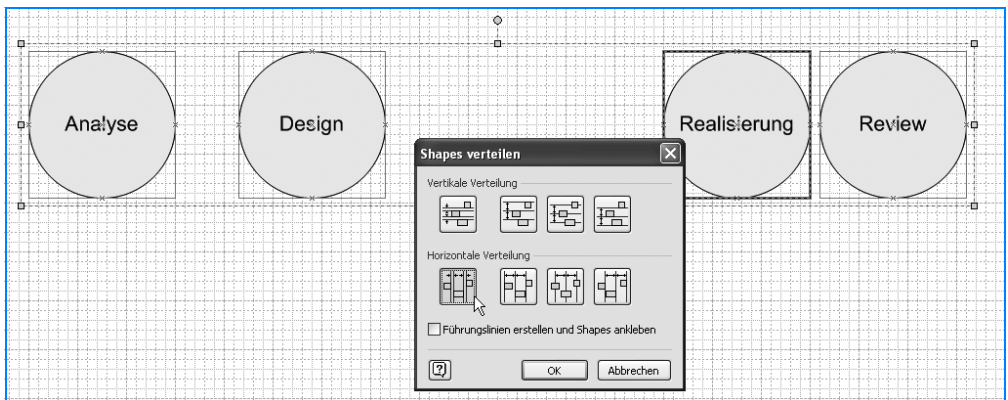 Analyse
Design
Realisierung
Review
Shapes verteilen
Vertikale Verteilung
Horizontale Verteilung
Führungslinien erstellen und Shapes ankleben
?
OK
Abbrechen